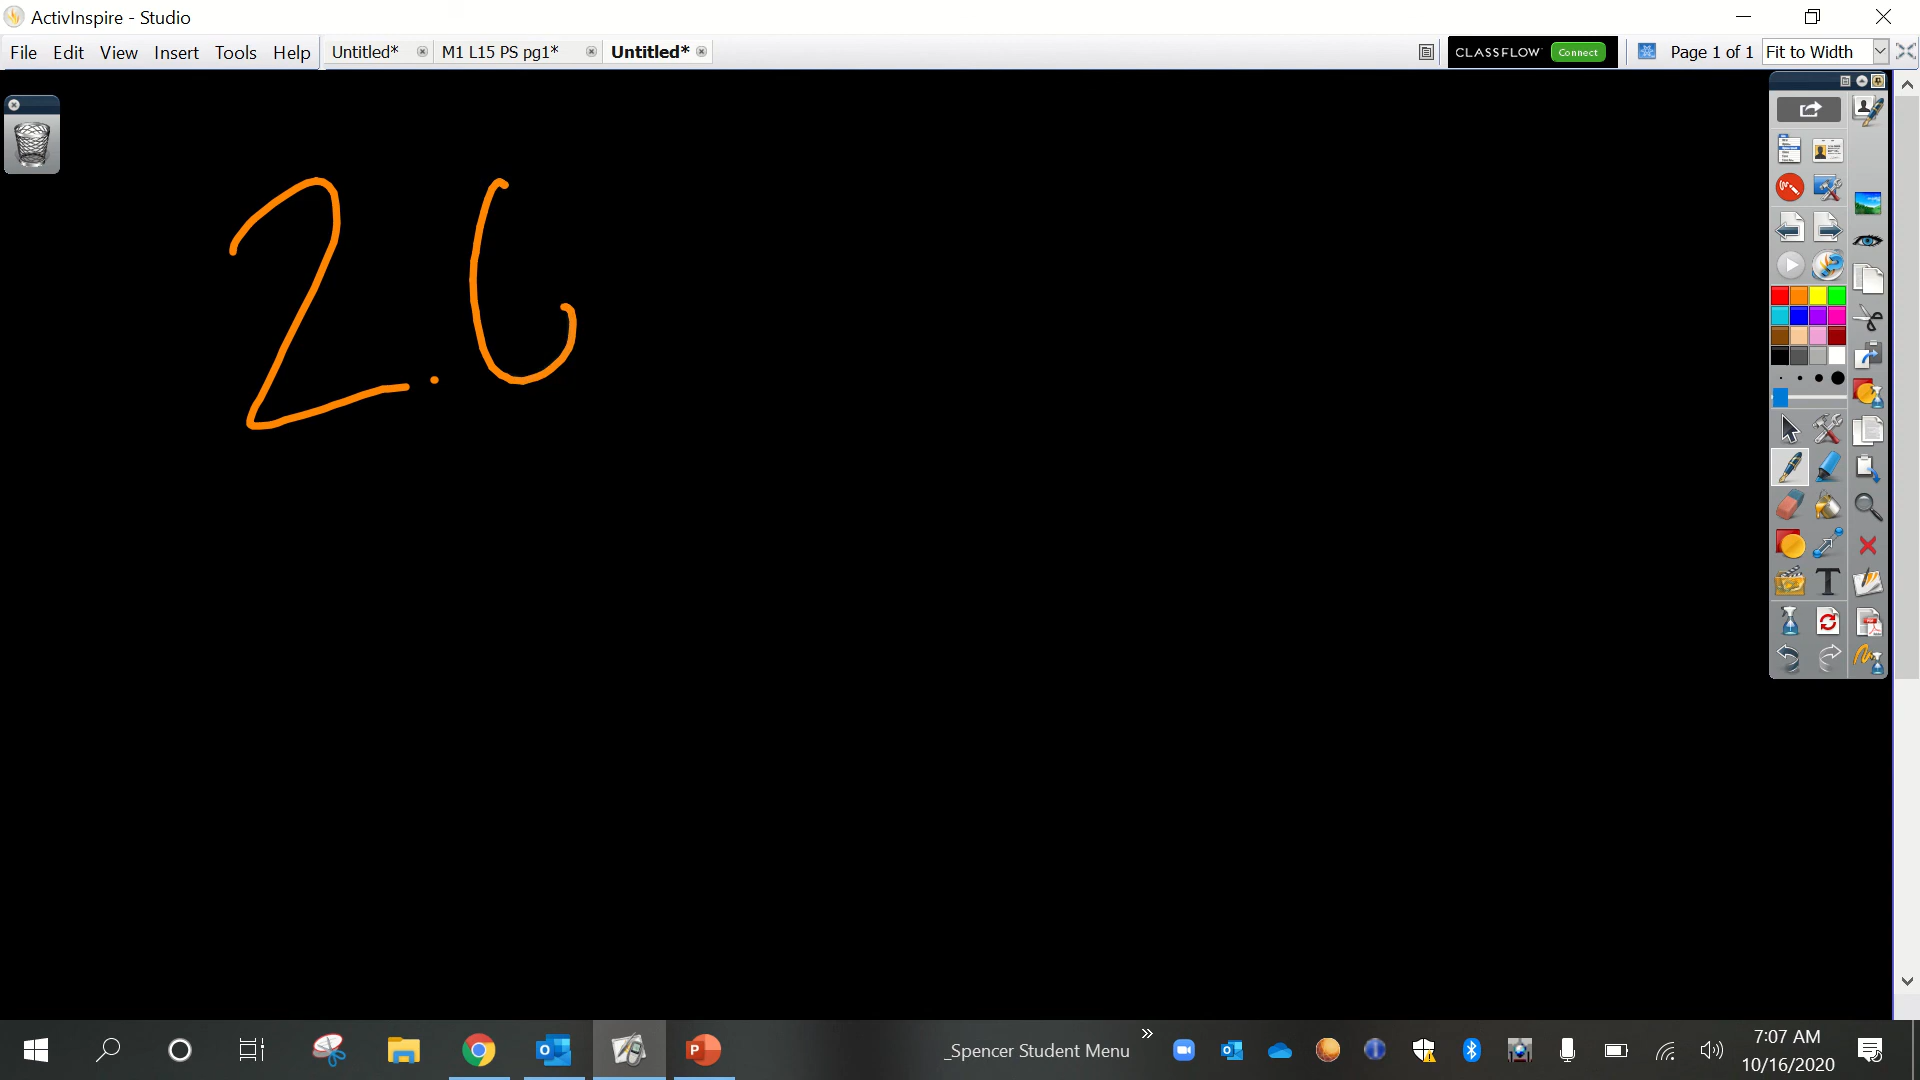 ActivInspire - Studio
File Edit View Insert Tools Help Untitled* M1 L15 PS pg1* Untitled* CLASSFLOW Connect Page 1 of 1 Fit to Width
2.6
_Spencer Student Menu
7:07 AM
10/16/2020